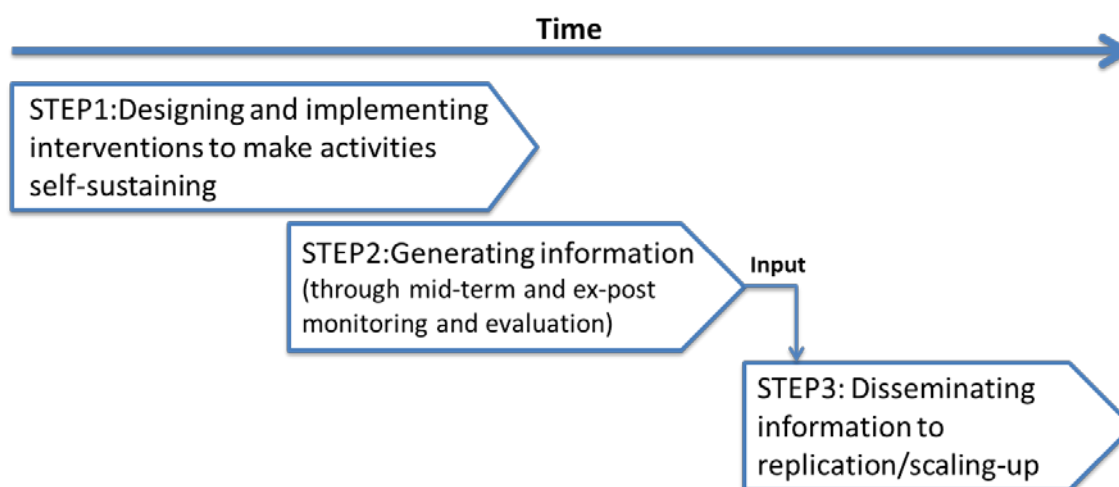 Time
STEP1:Designing and implementing
interventions to make activities
self-sustaining
STEP2:Generating information
(through mid-term and ex-post
monitoring and evaluation)
Input
STEP3: Disseminating
information to
replication/scaling-up